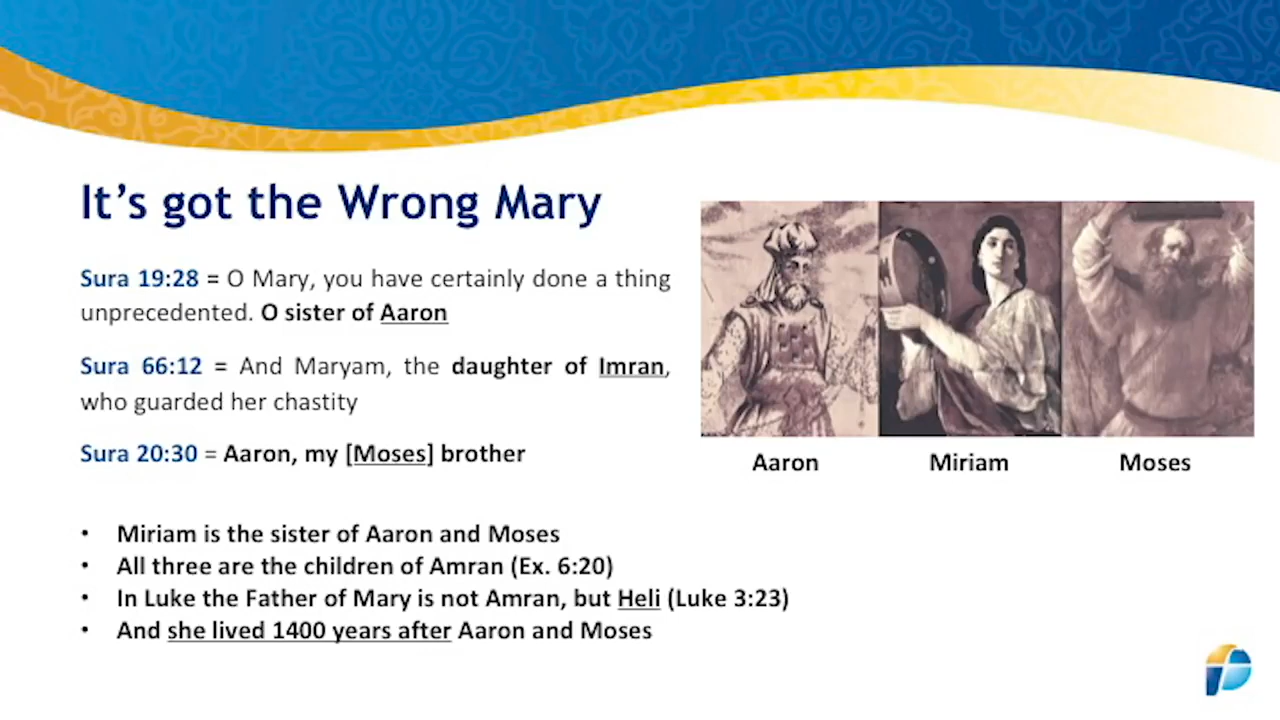 It's got the Wrong Mary
Sura 19:28 = O Mary, you have certainly done a thing
unprecedented. O sister of Aaron
Sura 66:12 = And Maryam, the daughter of Imran,
who guarded her chastity
Sura 20:30 = Aaron, my [Moses] brother
Aaron
Miriam
Moses
• Miriam is the sister of Aaron and Moses
• All three are the children of Amran (Ex. 6:20)
• In Luke the Father of Mary is not Amran, but Heli (Luke 3:23)
• And she lived 1400 years after Aaron and Moses